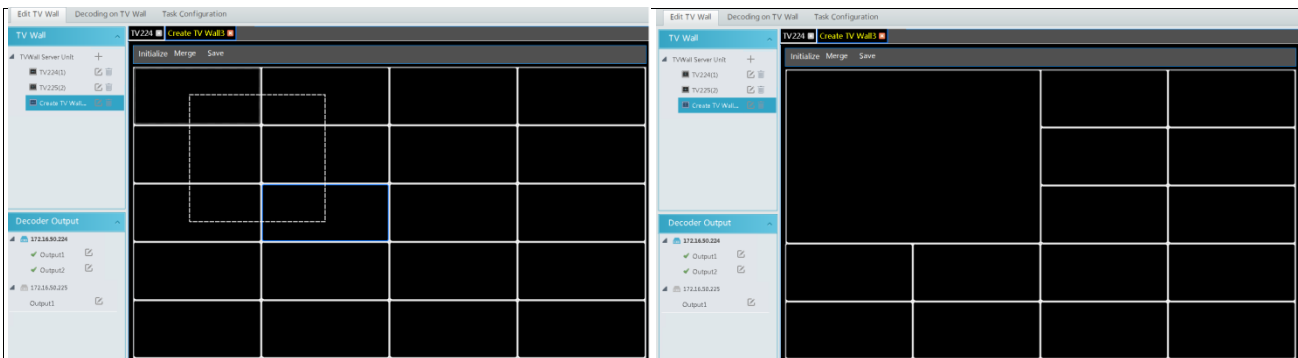 Edit TV Wall Decoding on TV Wall Task Configuration
TV Wall
TV224 Create TV Wall3
Initialize Merge Save
TVWall Server Unit
TV224(1)
TV225(2)
Create TV Wall...
Decoder Output
172.16.50.224
Output1
Output2
172.16.50.225
Output1
Edit TV Wall Decoding on TV Wall Task Configuration
TV Wall
TV224 Create TV Wall3
Initialize Merge Save
TVWall Server Unit
TV224(1)
TV225(2)
Create TV Wall...
Decoder Output
172.16.50.224
Output1
Output2
172.16.50.225
Output1